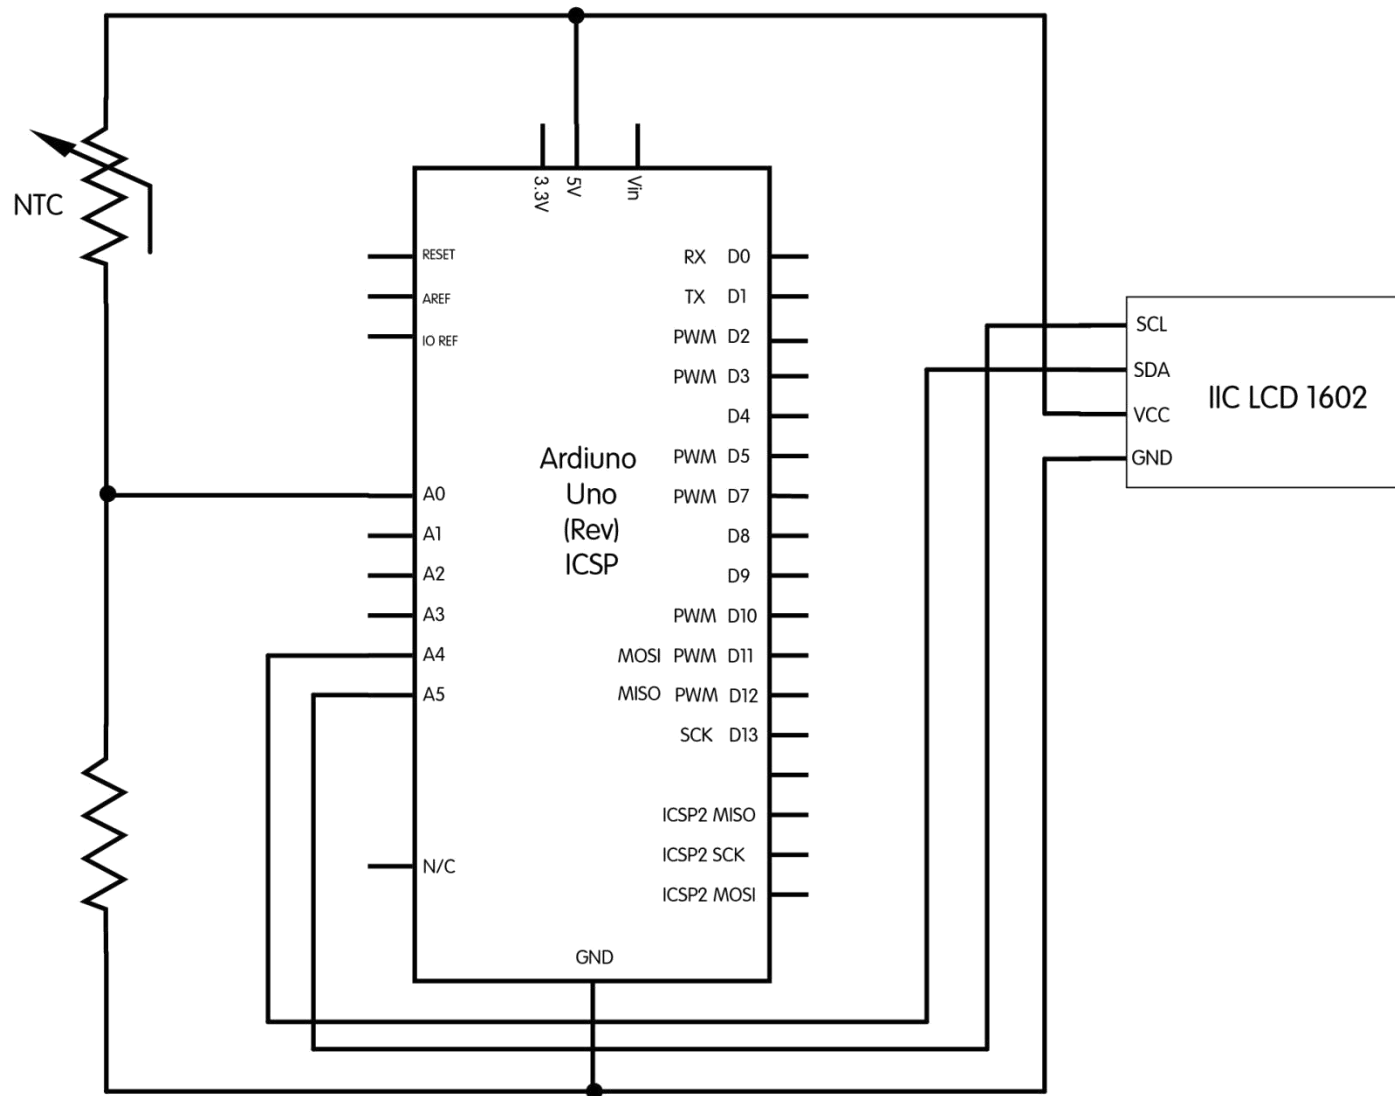 3.3V
5V
Vin
NTC
RESET
AREF
IO REF
A0
A1
A2
A3
A4
A5
N/C
Ardiuno
Uno
(Rev)
ICSP
RX D0
TX D1
PWM D2
PWM D3
D4
PWM D5
PWM D7
D8
D9
PWM D10
MOSI PWM D11
MISO PWM D12
SCK D13
ICSP2 MISO
ICSP2 SCK
ICSP2 MOSI
GND
SCL
SDA
VCC
GND
IIC LCD 1602